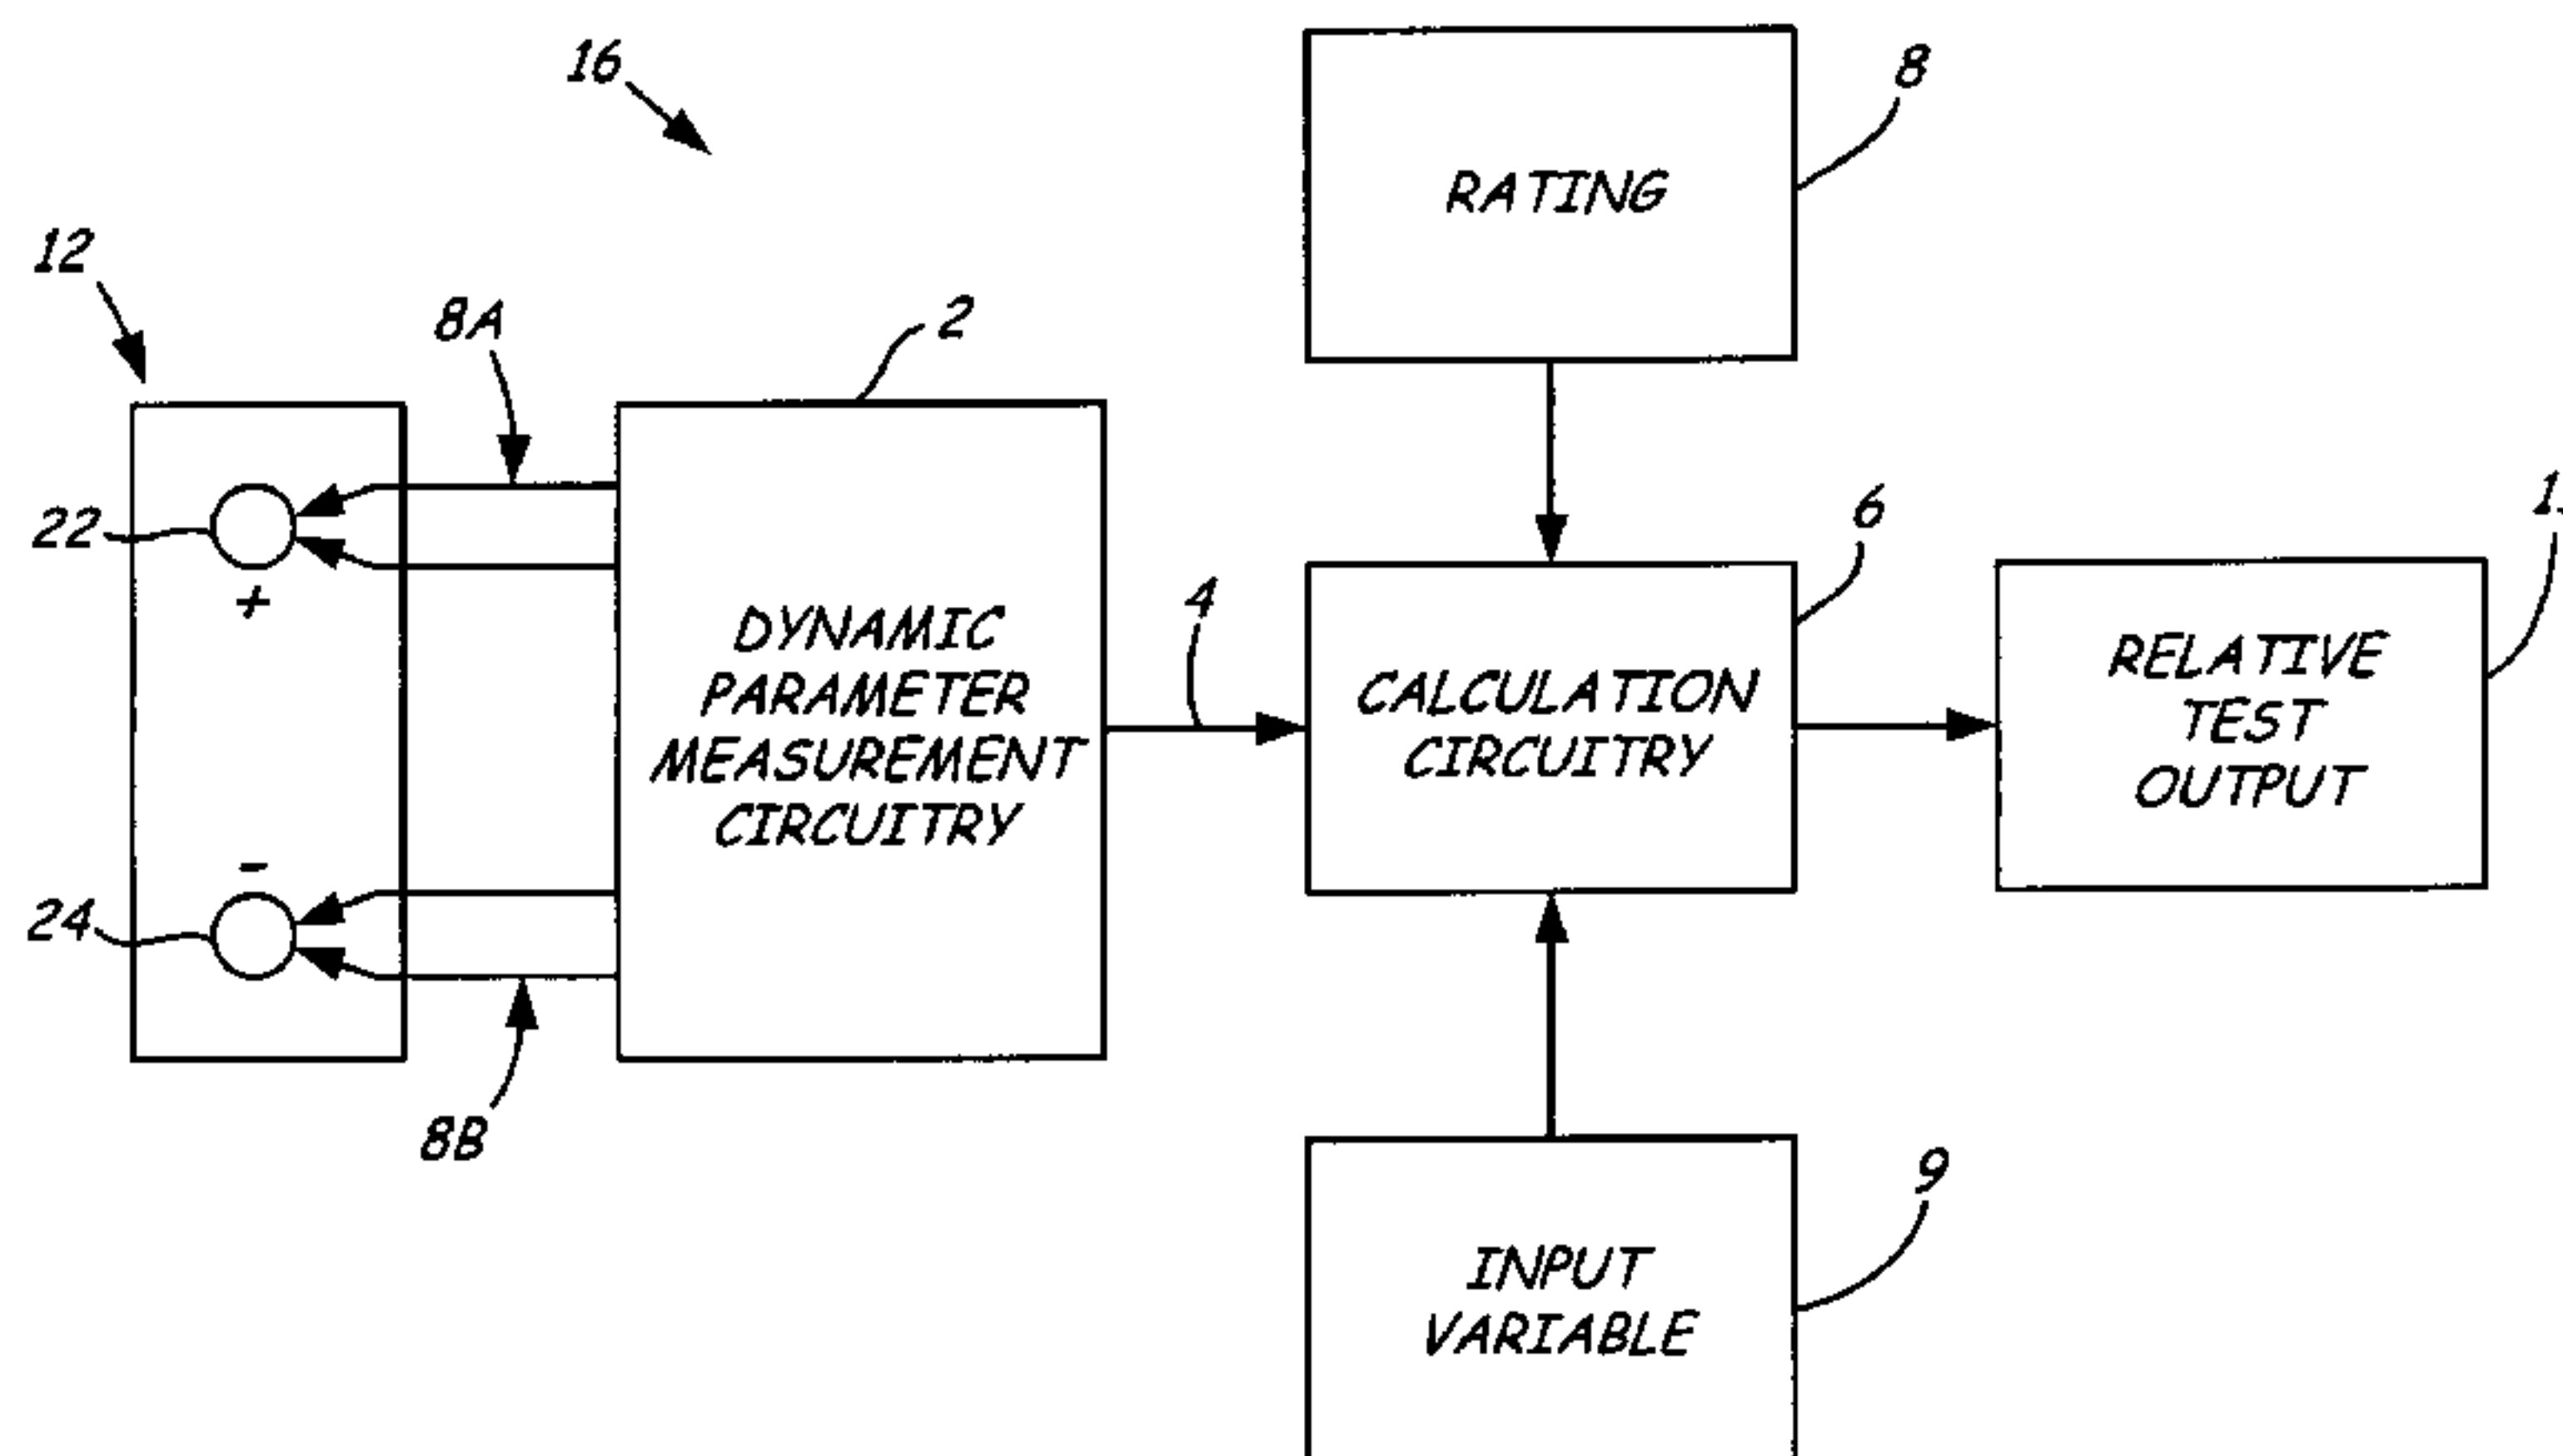 16
8
RATING
12
8A
2
22
+
6
4
DYNAMIC
PARAMETER
MEASUREMENT
CIRCUITRY
CALCULATION
CIRCUITRY
RELATIVE
TEST
OUTPUT
-
24
8B
9
INPUT
VARIABLE